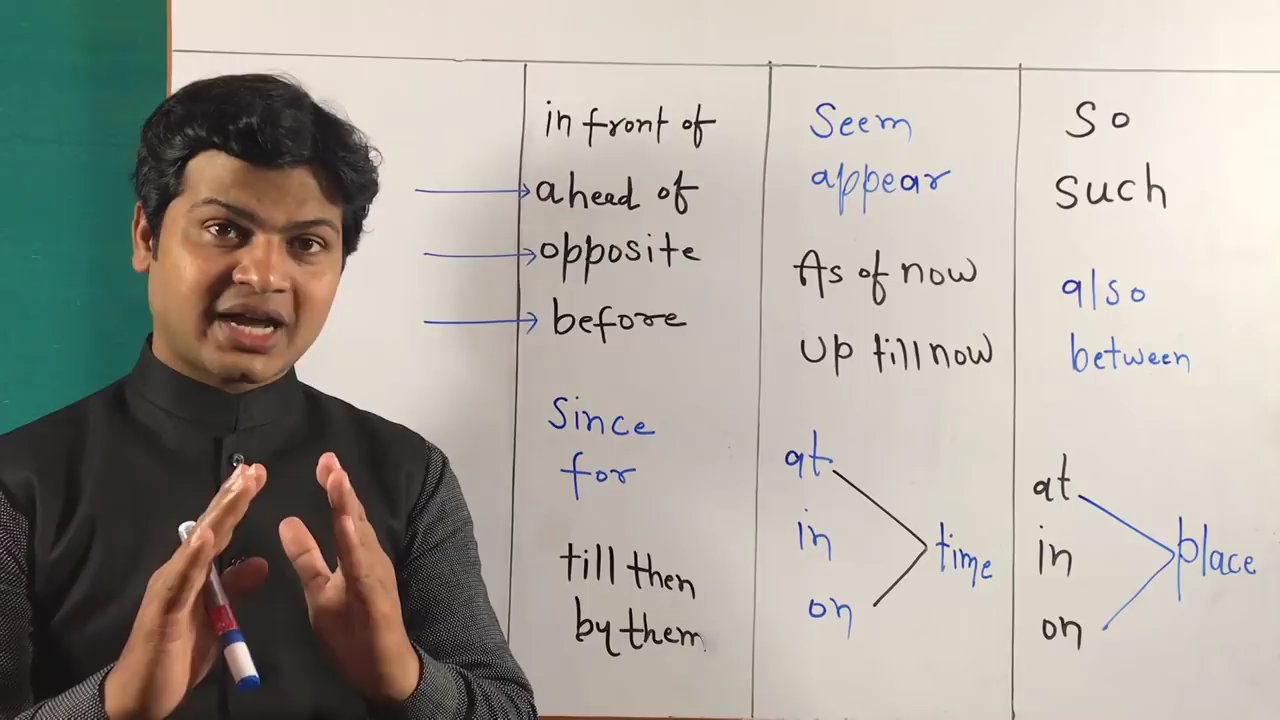 in front of
ahead of
opposite
before
Since
for
till then
by them
Seem
appear
As of now
Up till now
at
in
on
time
So
Such
also
between
at
in
on
place